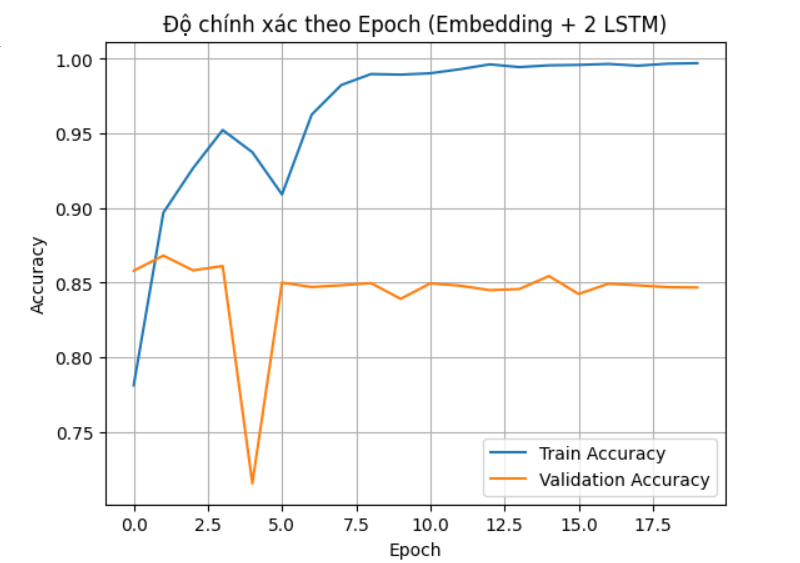 Độ chính xác theo Epoch (Embedding + 2 LSTM)
1.00
0.95
0.90
0.85
0.80
0.75
Accuracy
Train Accuracy
Validation Accuracy
0.0 2.5 5.0 7.5 10.0 12.5 15.0 17.5
Epoch